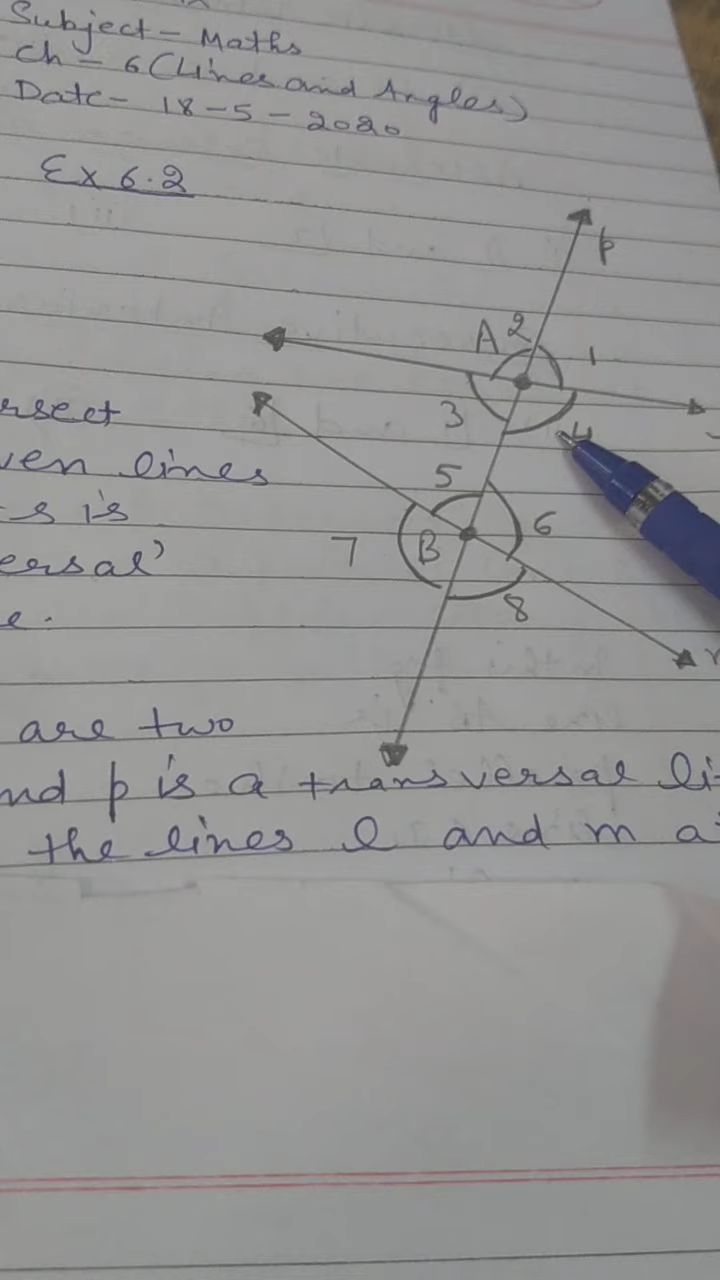 Subject - Maths
Ch - 6 (Lines and Angles)
Date - 18-5-2020
Ex 6.2
p
A 2 1
3 4
5
7 B 6
8
rsect
ven lines
s is
ersal'
e.
are two
nd p is a transversal li
the lines l and m a